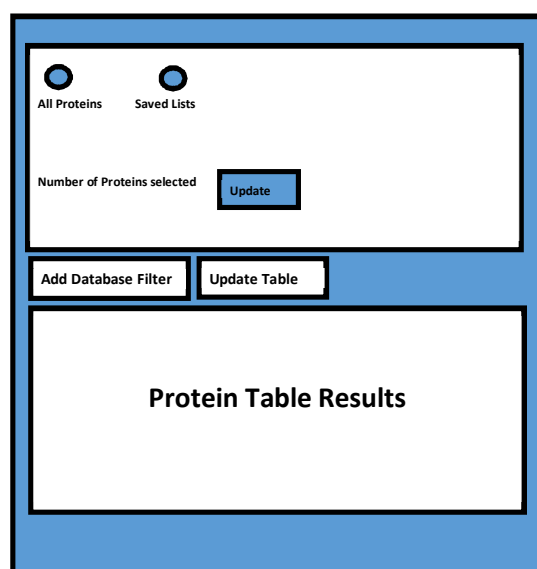 All Proteins Saved Lists
Number of Proteins selected Update
Add Database Filter Update Table
Protein Table Results